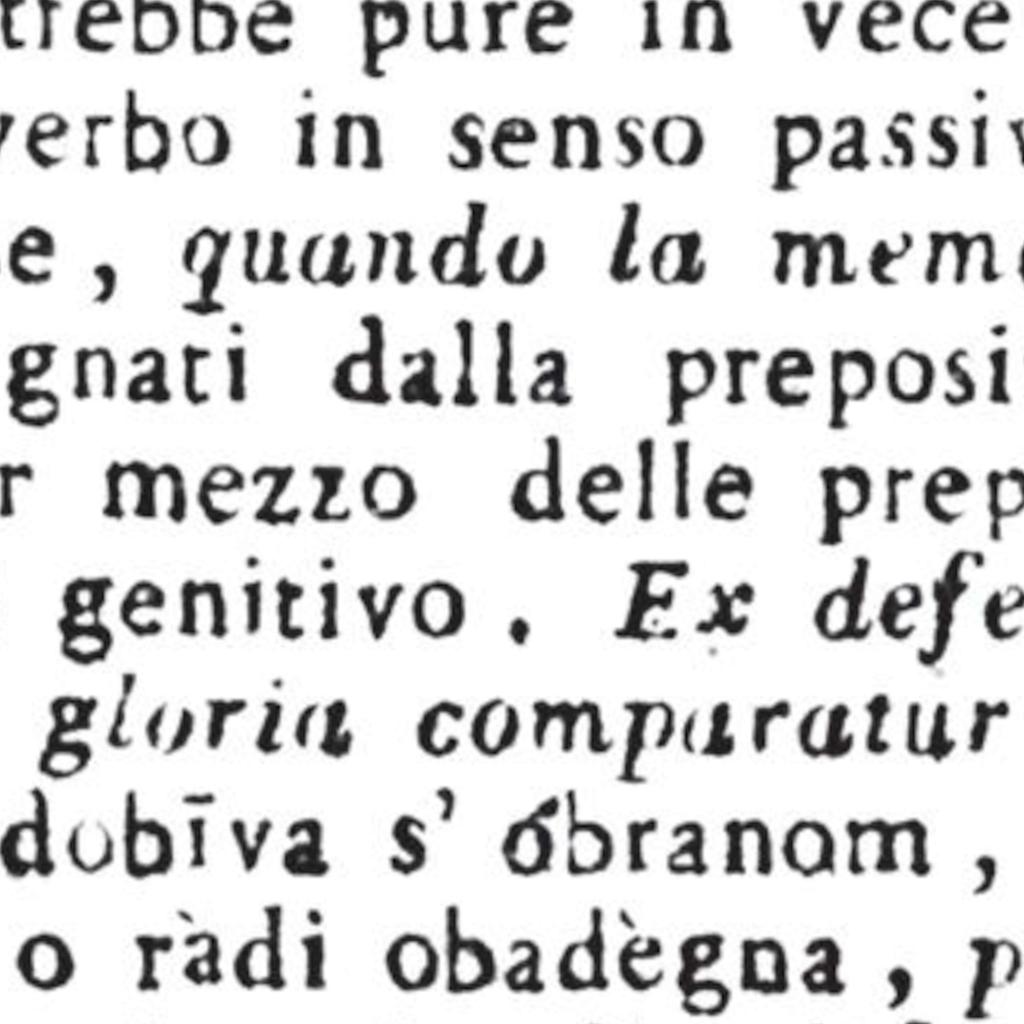 trebbe pure in vece
verbo in senso passiv
e, quando la mem
gnati dalla preposi
r mezzo delle prep
genitivo. Ex defe
gloria comparatur
dobīva s' óbranom,
o ràdi obadègna, p